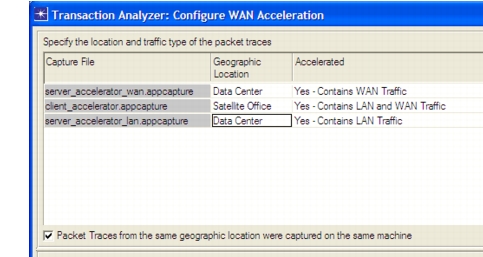 Transaction Analyzer: Configure WAN Acceleration
Specify the location and traffic type of the packet traces
Capture File Geographic Location Accelerated
server_accelerator_wan.appcapture Data Center Yes - Contains WAN Traffic
client_accelerator.appcapture Satellite Office Yes - Contains LAN and WAN Traffic
server_accelerator_lan.appcapture Data Center Yes - Contains LAN Traffic
Packet Traces from the same geographic location were captured on the same machine